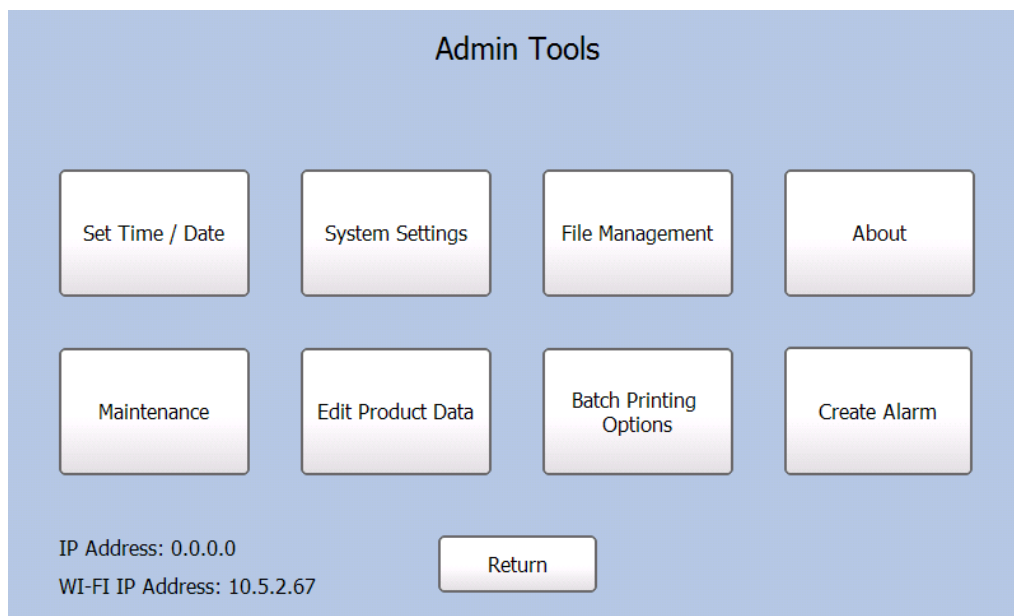 Admin Tools
Set Time / Date
System Settings
File Management
About
Maintenance
Edit Product Data
Batch Printing
Options
Create Alarm
IP Address: 0.0.0.0
WI-FI IP Address: 10.5.2.67
Return